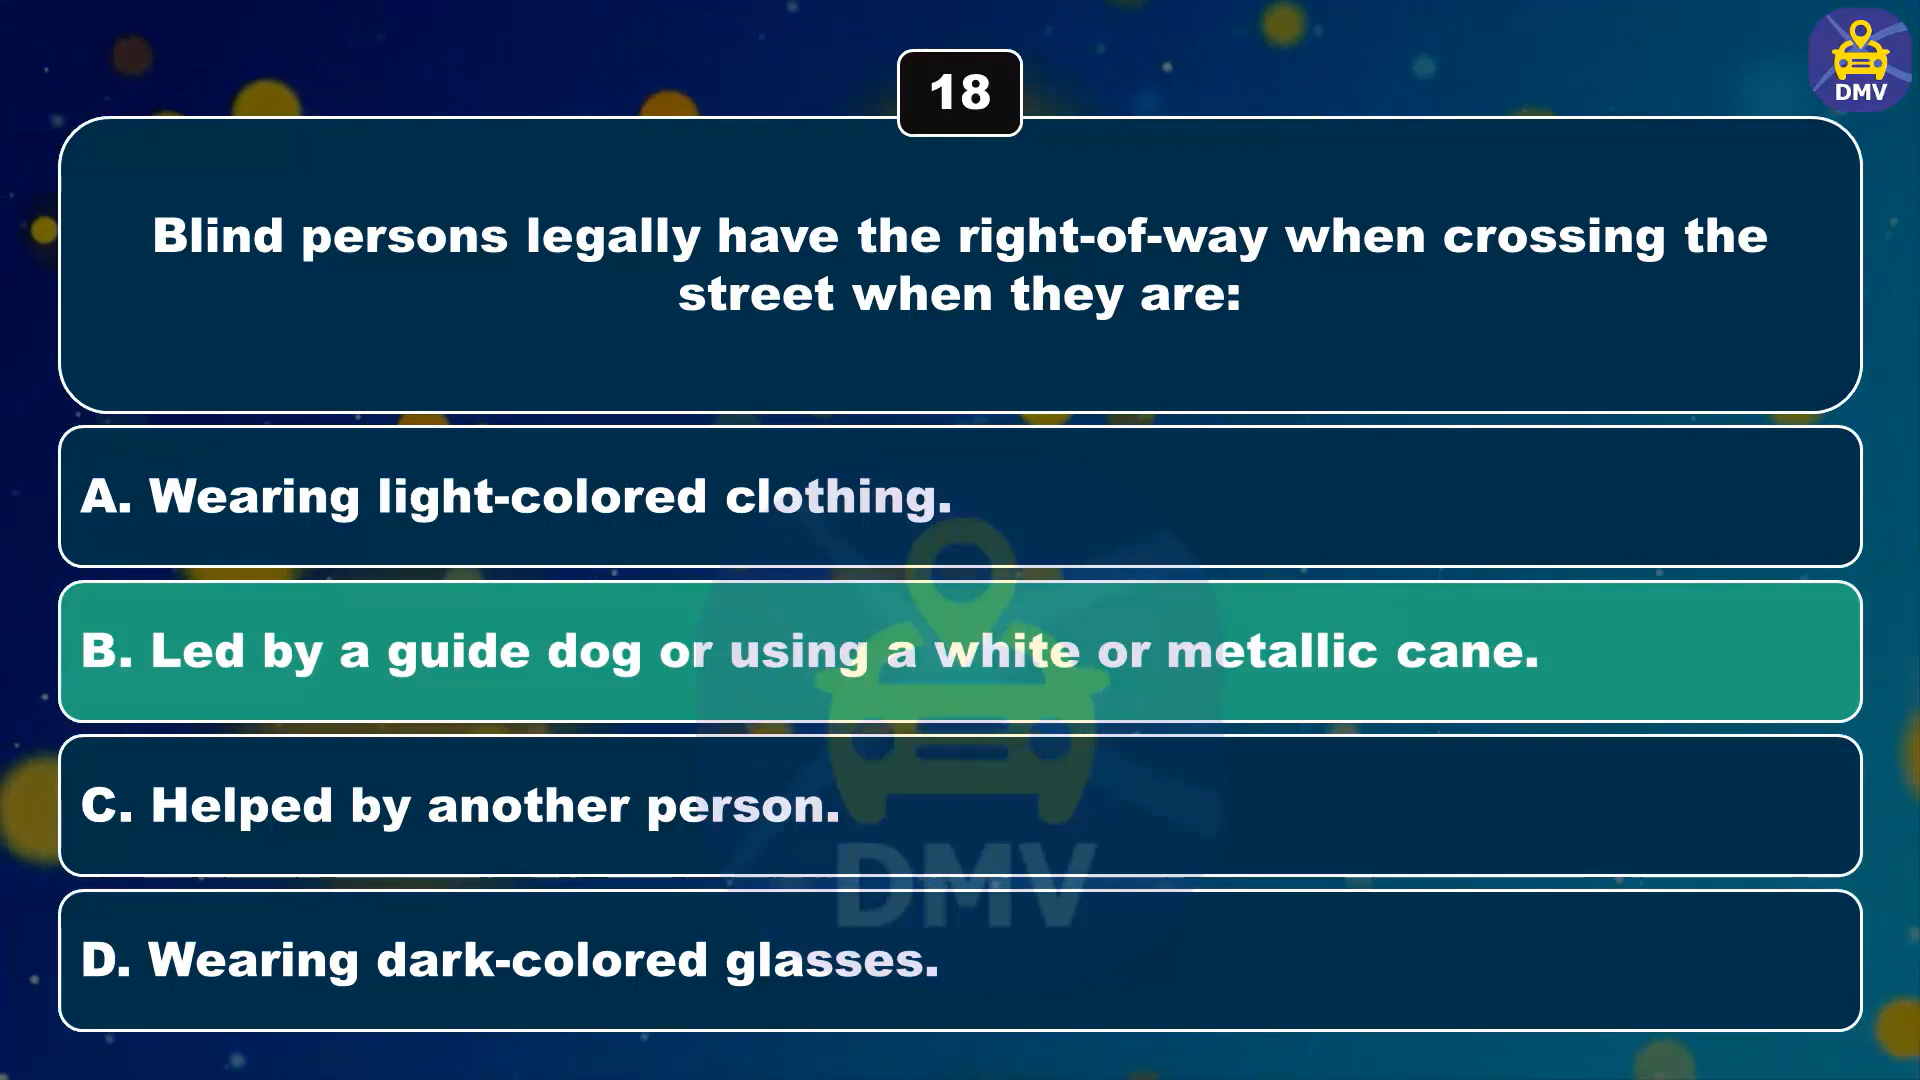 DMV
18
Blind persons legally have the right-of-way when crossing the
street when they are:
A. Wearing light-colored clothing.
B. Led by a guide dog or using a white or metallic cane.
C. Helped by another person.
DMV
D. Wearing dark-colored glasses.